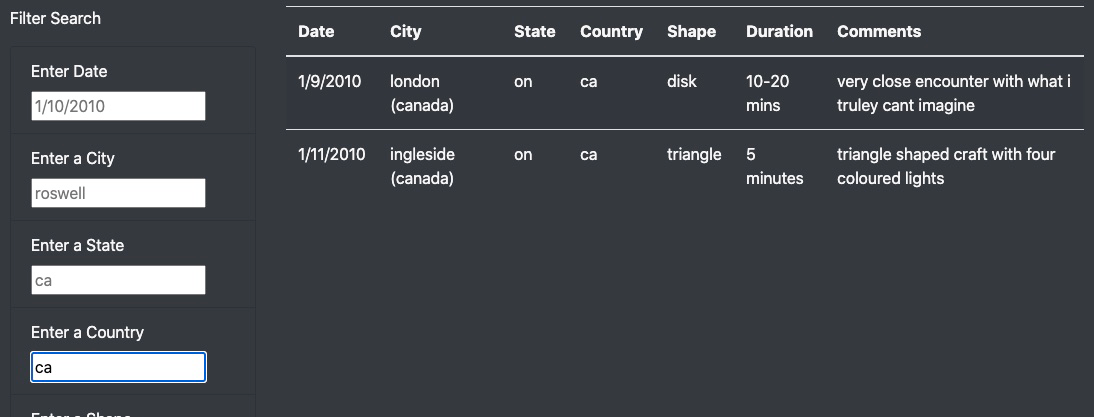 Filter Search
Enter Date
1/10/2010
Enter a City
roswell
Enter a State
ca
Enter a Country
ca
Enter a Shape
Date City State Country Shape Duration Comments
1/9/2010 london on ca disk 10-20 very close encounter with what i
(canada) mins truley cant imagine
1/11/2010 ingleside on ca triangle 5 triangle shaped craft with four
(canada) minutes coloured lights